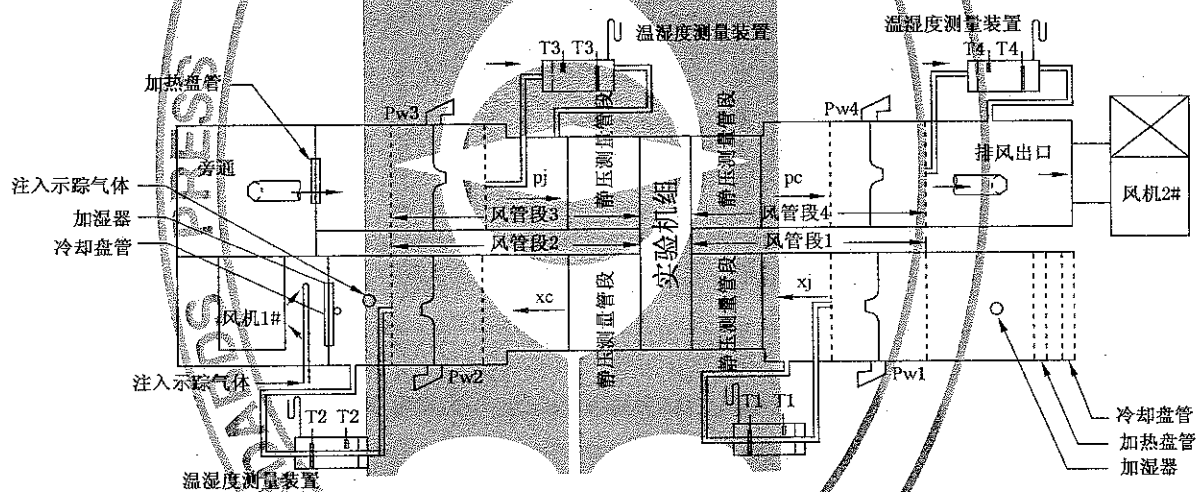 温湿度测量装置
温湿度测量装置
T3 T3
T4 T4
加热盘管
Pw3
Pw4
旁通
静压测量管段
静压测量管段
排风出口
注入示踪气体
pj
pc
风机2#
加湿器
风管段3
实验机组
风管段4
冷却盘管
风管段2
风管段1
xc
xj
风机1#
静压测量管段
静压测量管段
注入示踪气体
Pw2
Pw1
T2 T2
T1 T1
冷却盘管
加热盘管
加湿器
温湿度测量装置
STANDARDS PRESS